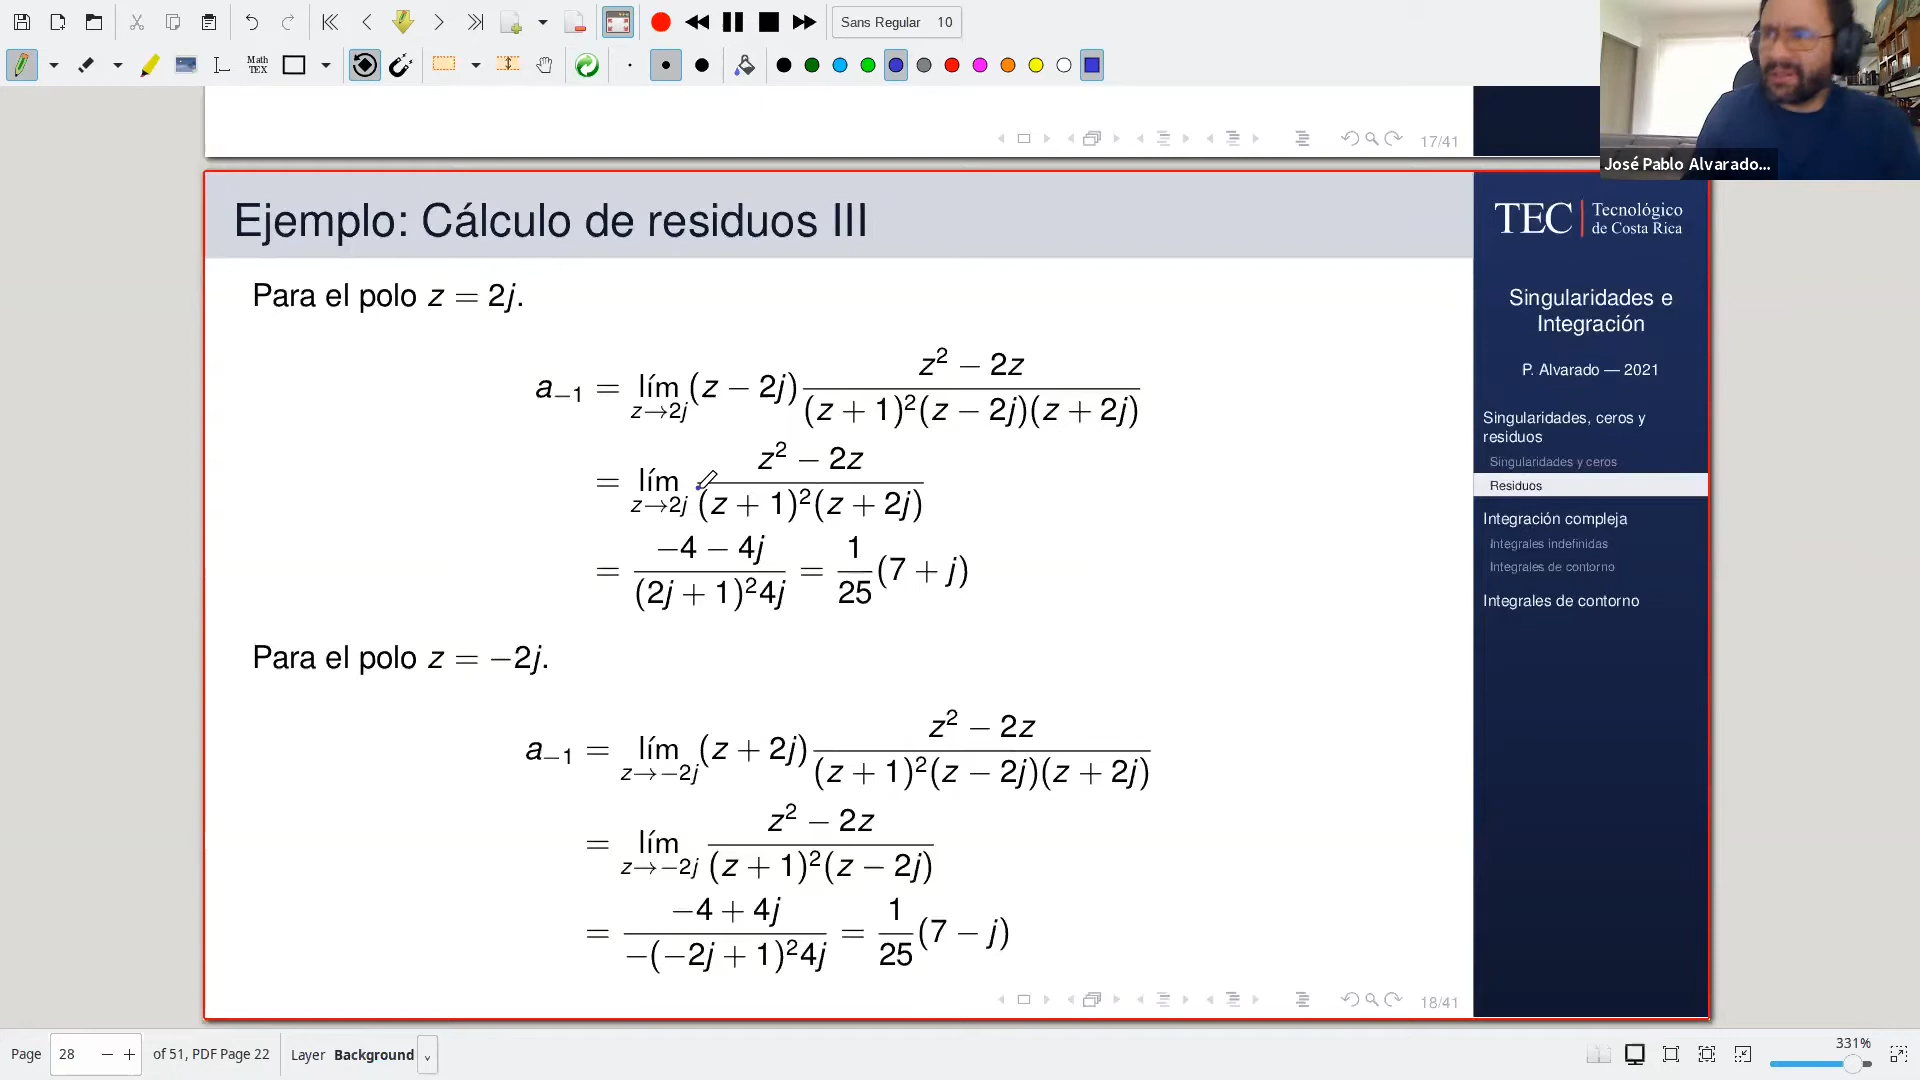 Sans Regular 10
Math
TEX
17/41
José Pablo Alvarado...
Ejemplo: Cálculo de residuos III
Para el polo z = 2j.
a₋₁ = lím z→2j (z − 2j) (z² − 2z) / ((z + 1)²(z − 2j)(z + 2j))
= lím z→2j (z² − 2z) / ((z + 1)²(z + 2j))
= (−4 − 4j) / ((2j + 1)²4j) = 1/25 (7 + j)
Para el polo z = −2j.
a₋₁ = lím z→−2j (z + 2j) (z² − 2z) / ((z + 1)²(z − 2j)(z + 2j))
= lím z→−2j (z² − 2z) / ((z + 1)²(z − 2j))
= (−4 + 4j) / (−(−2j + 1)²4j) = 1/25 (7 − j)
18/41
TEC | Tecnológico
de Costa Rica
Singularidades e
Integración
P. Alvarado — 2021
Singularidades, ceros y
residuos
Singularidades y ceros
Residuos
Integración compleja
Integrales indefinidas
Integrales de contorno
Integrales de contorno
Page 28 of 51, PDF Page 22 Layer Background
331%